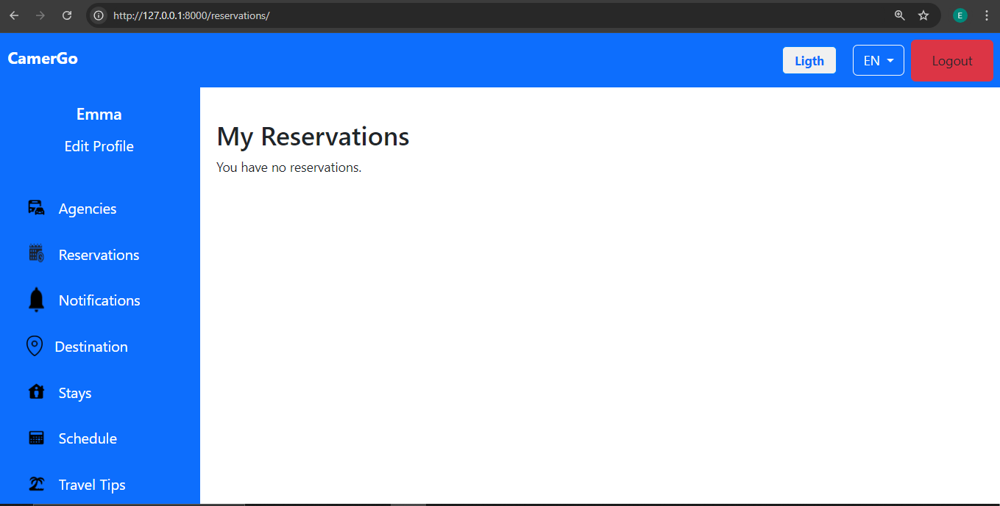 http://127.0.0.1:8000/reservations/
E
CamerGo
Ligth
EN
Logout
Emma
Edit Profile
My Reservations
You have no reservations.
Agencies
Reservations
Notifications
Destination
Stays
Schedule
Travel Tips